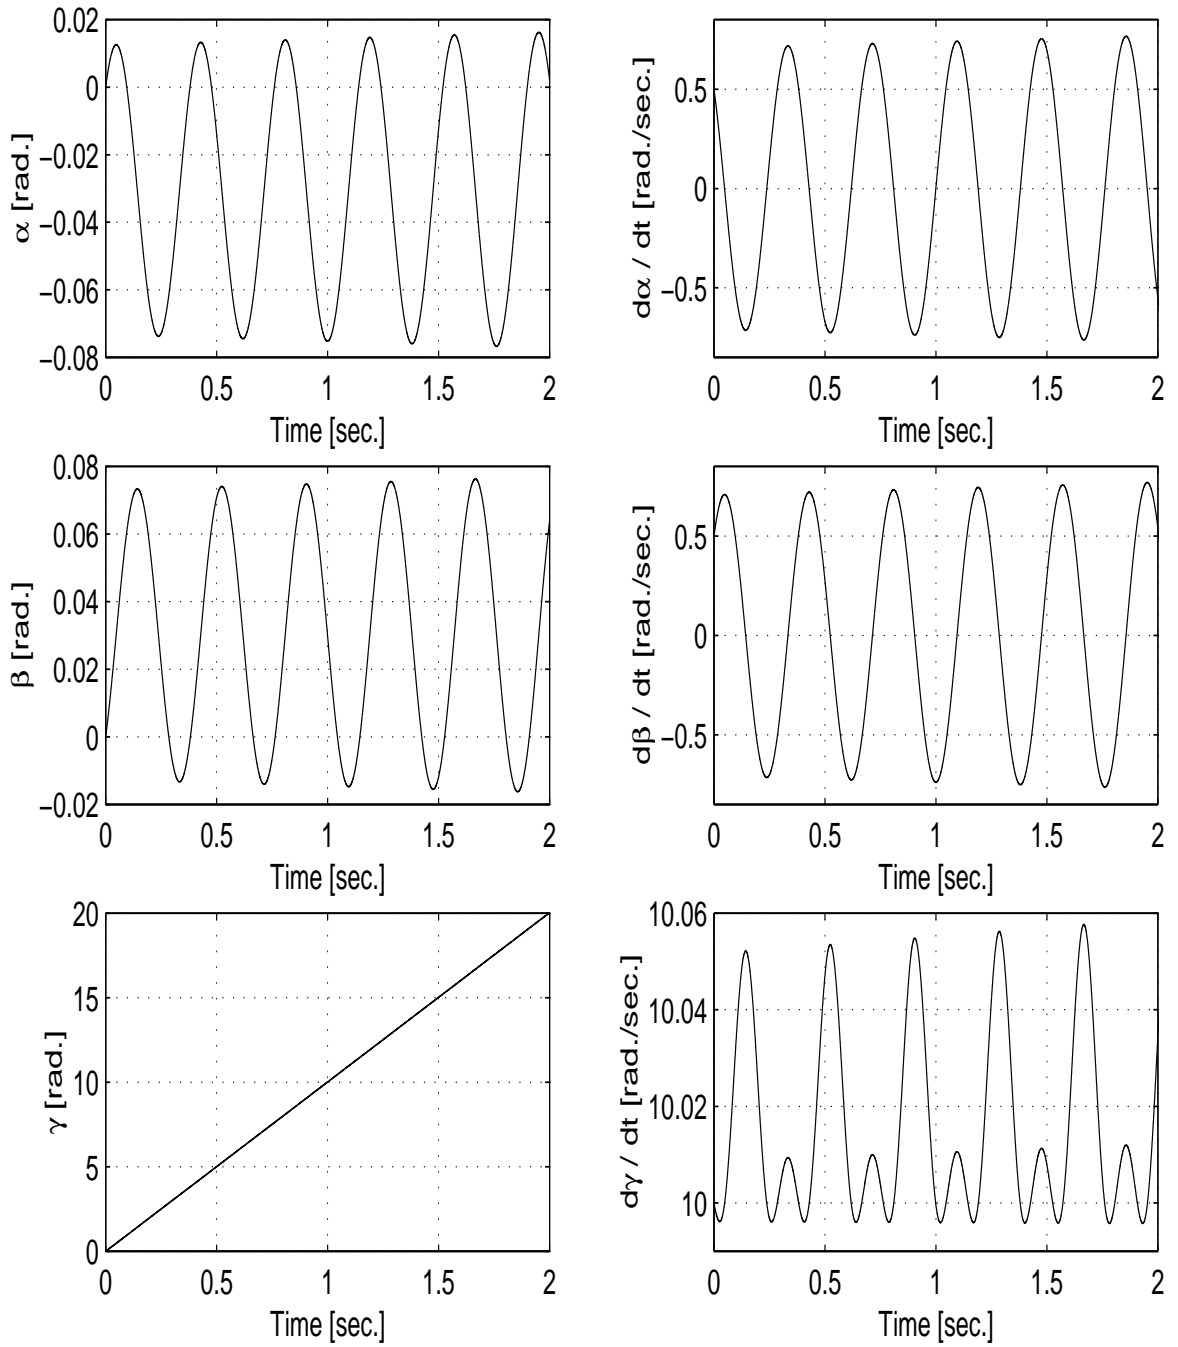 α [rad.]
0.02
0
−0.02
−0.04
−0.06
−0.08
0 0.5 1 1.5 2
Time [sec.]
dα / dt [rad./sec.]
0.5
0
−0.5
0 0.5 1 1.5 2
Time [sec.]
β [rad.]
0.08
0.06
0.04
0.02
0
−0.02
0 0.5 1 1.5 2
Time [sec.]
dβ / dt [rad./sec.]
0.5
0
−0.5
0 0.5 1 1.5 2
Time [sec.]
γ [rad.]
20
15
10
5
0
0 0.5 1 1.5 2
Time [sec.]
dγ / dt [rad./sec.]
10.06
10.04
10.02
10
0 0.5 1 1.5 2
Time [sec.]